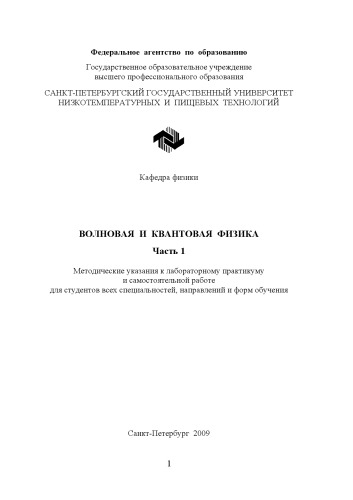 Федеральное агентство по образованию
Государственное образовательное учреждение
высшего профессионального образования
САНКТ-ПЕТЕРБУРГСКИЙ ГОСУДАРСТВЕННЫЙ УНИВЕРСИТЕТ
НИЗКОТЕМПЕРАТУРНЫХ И ПИЩЕВЫХ ТЕХНОЛОГИЙ
Кафедра физики
ВОЛНОВАЯ И КВАНТОВАЯ ФИЗИКА
Часть 1
Методические указания к лабораторному практикуму
и самостоятельной работе
для студентов всех специальностей, направлений и форм обучения
Санкт-Петербург 2009
1